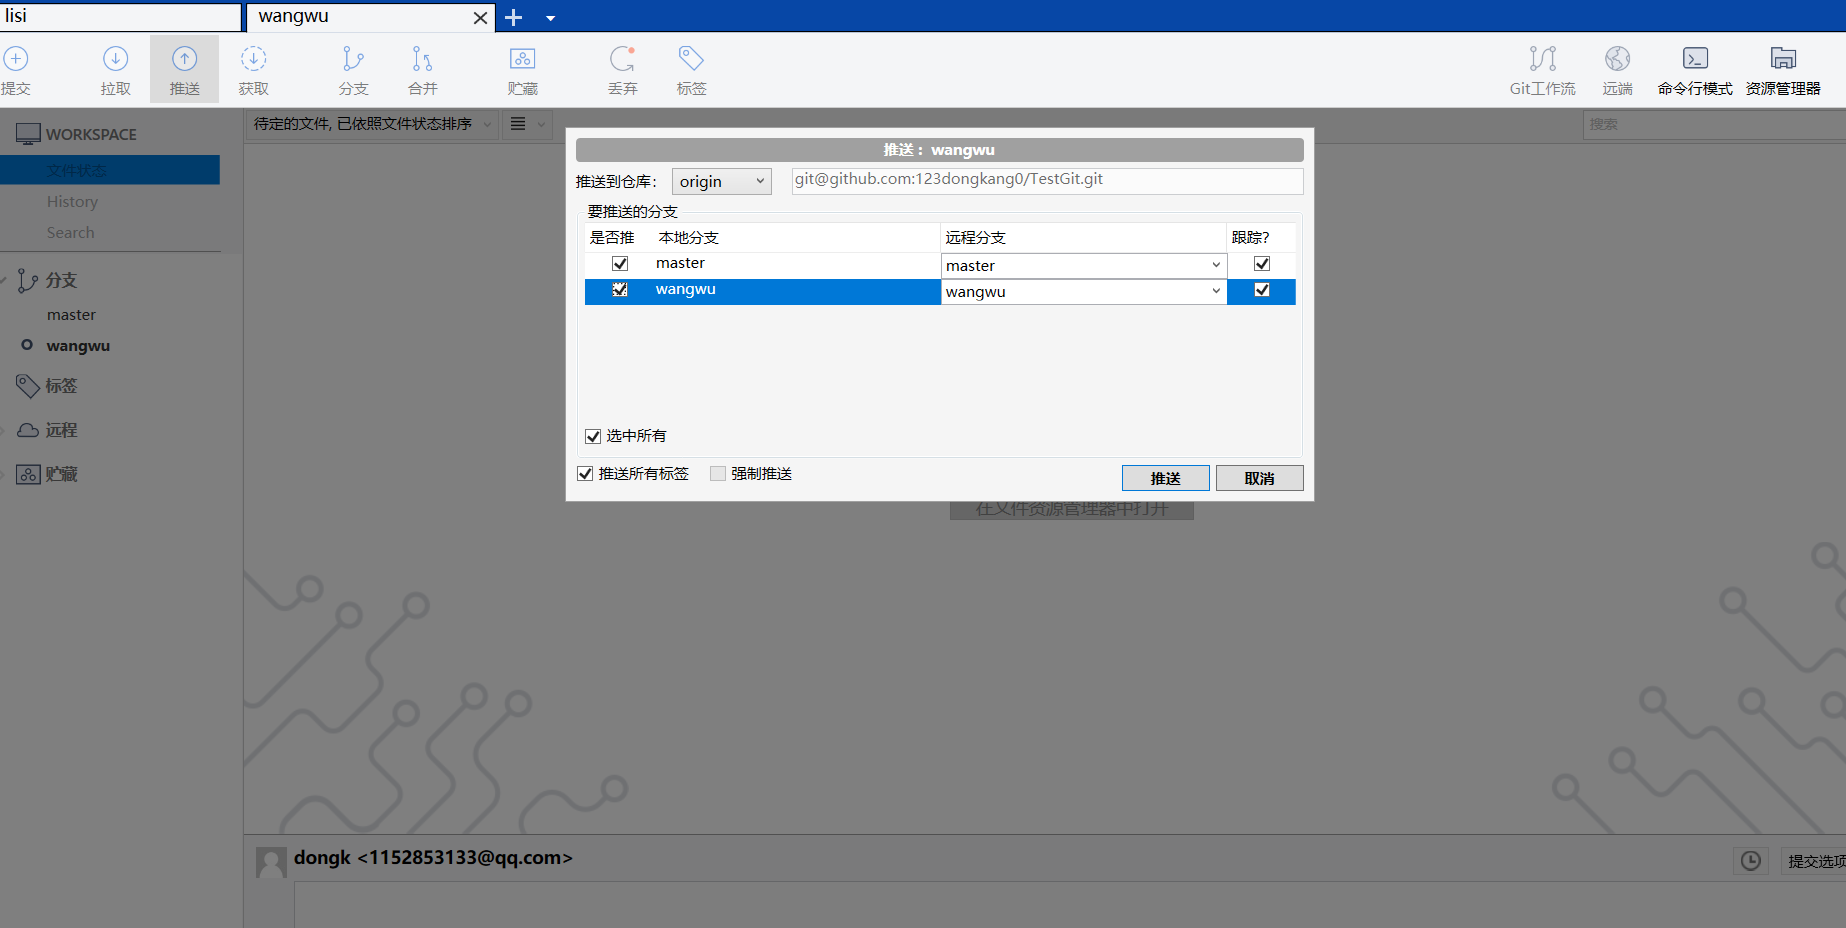 lisi
wangwu
提交
拉取
推送
获取
分支
合并
贮藏
丢弃
标签
Git工作流
远端
命令行模式
资源管理器
WORKSPACE
文件状态
History
Search
分支
master
wangwu
标签
远程
贮藏
待定的文件, 已依照文件状态排序
搜索
推送： wangwu
推送到仓库：
origin
git@github.com:123dongkang0/TestGit.git
要推送的分支
是否推 本地分支 远程分支 跟踪?
master master
wangwu wangwu
选中所有
推送所有标签 强制推送
推送 取消
在文件资源管理器中打开
dongk <1152853133@qq.com>
提交选项